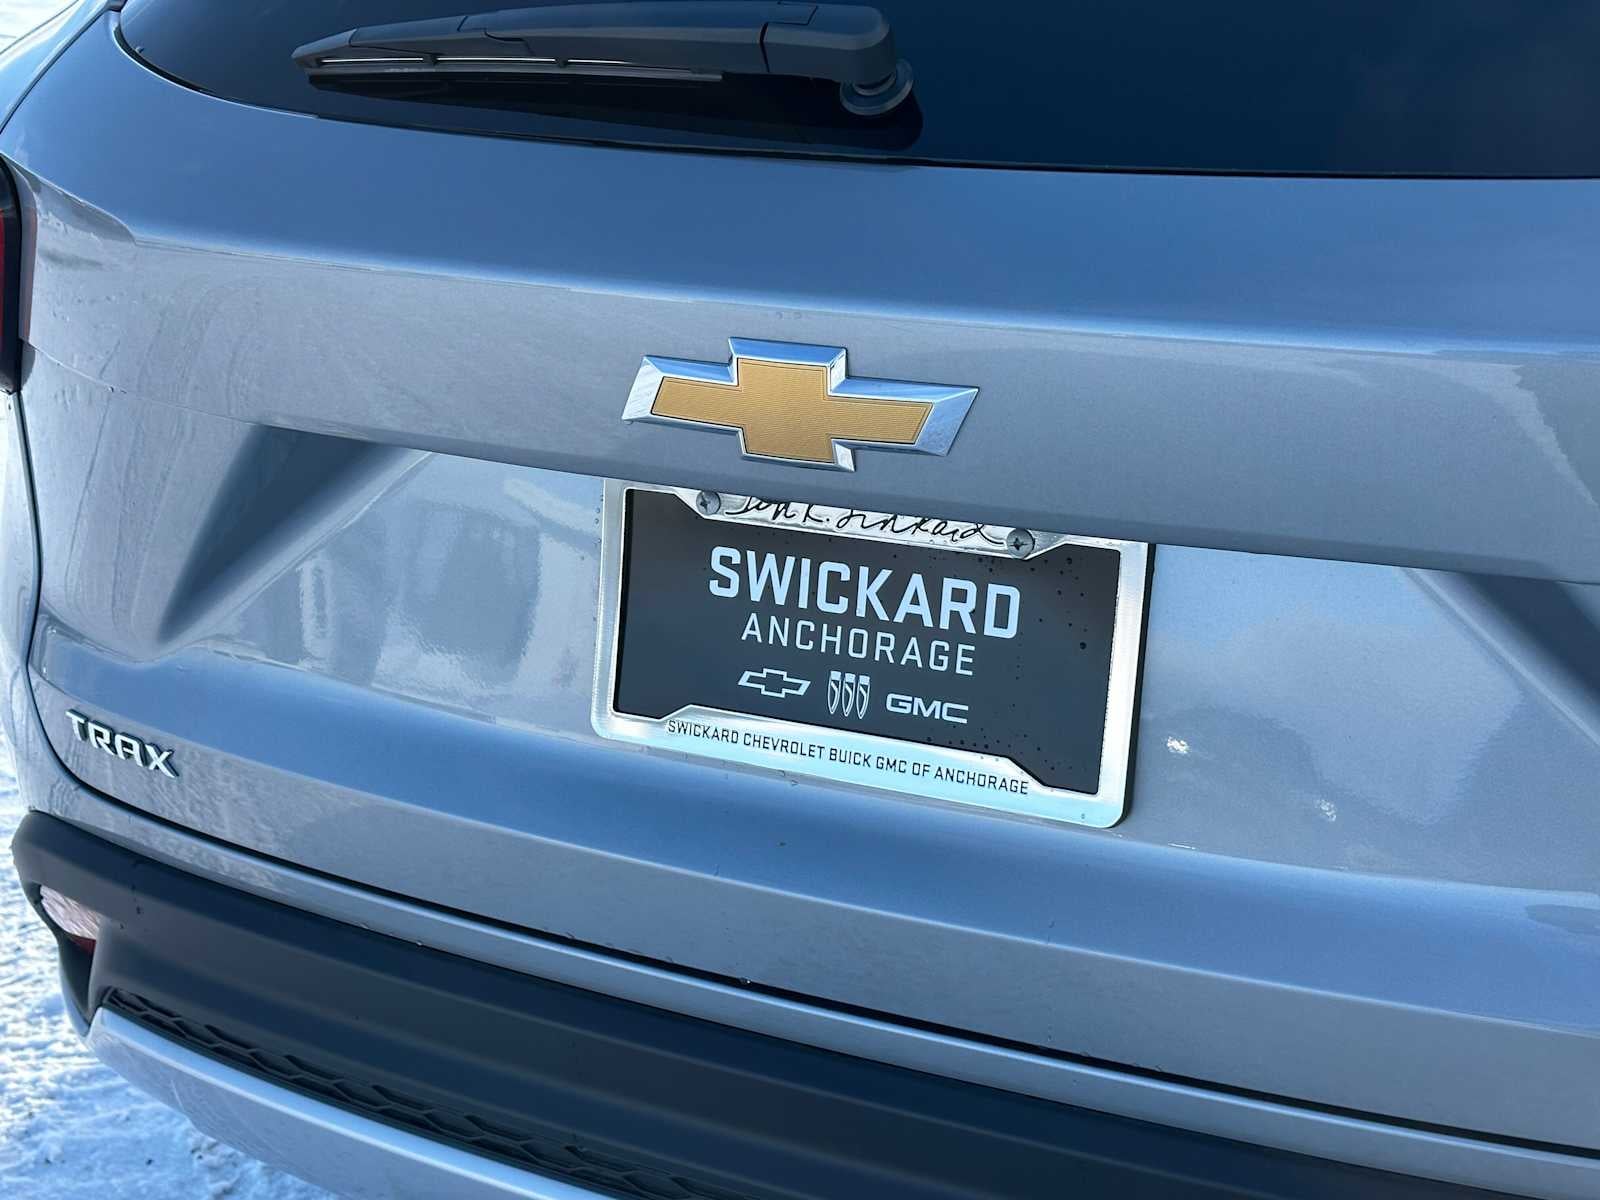 SWICKARD
ANCHORAGE
GMC
SWICKARD CHEVROLET BUICK GMC OF ANCHORAGE
TRAX